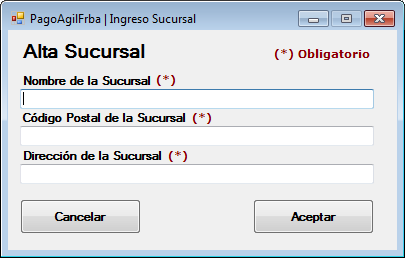 PagoAgilFrba | Ingreso Sucursal
Alta Sucursal
(*) Obligatorio
Nombre de la Sucursal (*)
Código Postal de la Sucursal (*)
Dirección de la Sucursal (*)
Cancelar
Aceptar